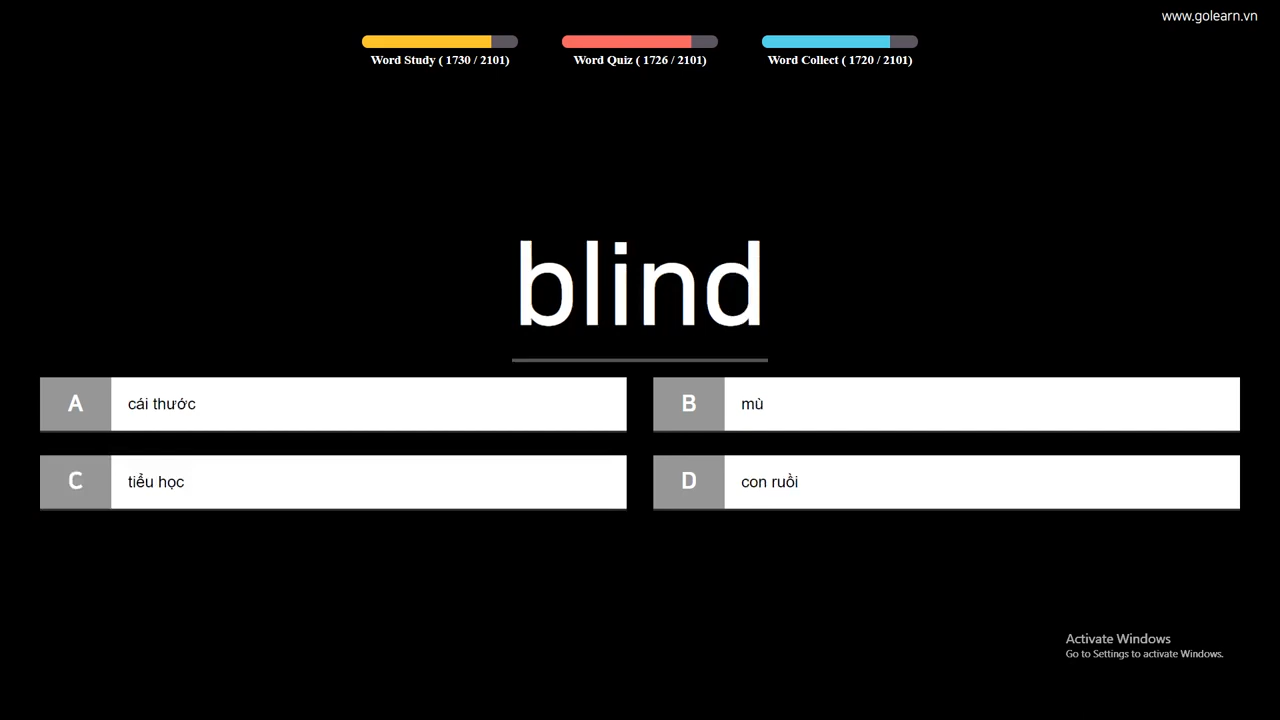 www.golearn.vn
Word Study ( 1730 / 2101)
Word Quiz ( 1726 / 2101)
Word Collect ( 1720 / 2101)
blind
A cái thước
B mù
C tiểu học
D con ruồi
Activate Windows
Go to Settings to activate Windows.